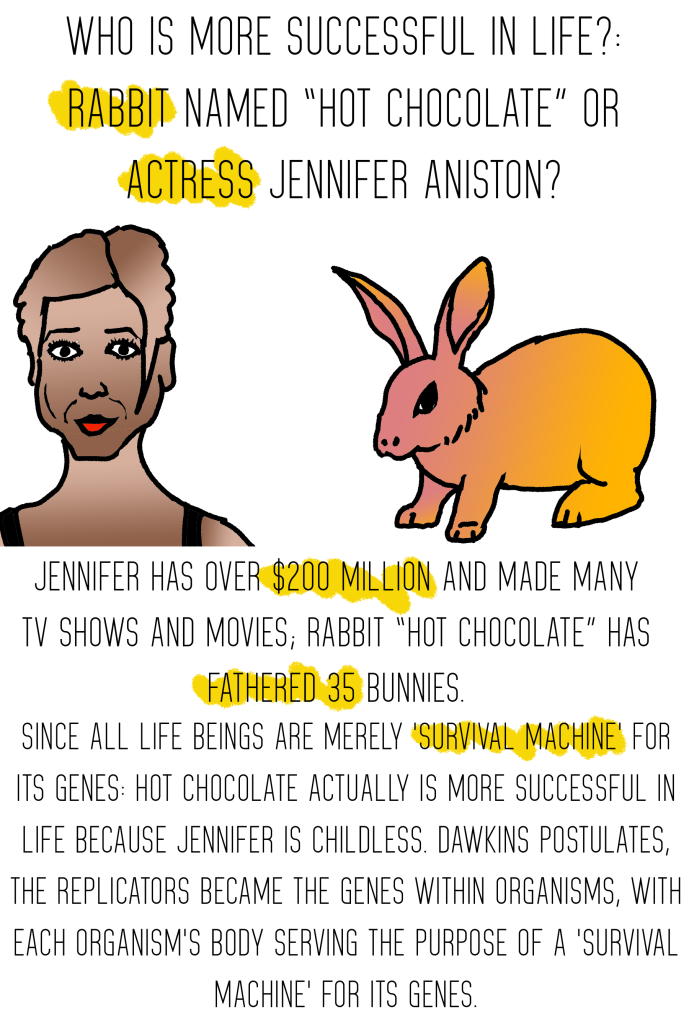 WHO IS MORE SUCCESSFUL IN LIFE?:
RABBIT NAMED "HOT CHOCOLATE" OR
ACTRESS JENNIFER ANISTON?
JENNIFER HAS OVER $200 MILLION AND MADE MANY
TV SHOWS AND MOVIES; RABBIT "HOT CHOCOLATE" HAS
FATHERED 35 BUNNIES.
SINCE ALL LIFE BEINGS ARE MERELY 'SURVIVAL MACHINE' FOR
ITS GENES: HOT CHOCOLATE ACTUALLY IS MORE SUCCESSFUL IN
LIFE BECAUSE JENNIFER IS CHILDLESS. DAWKINS POSTULATES,
THE REPLICATORS BECAME THE GENES WITHIN ORGANISMS, WITH
EACH ORGANISM'S BODY SERVING THE PURPOSE OF A 'SURVIVAL
MACHINE' FOR ITS GENES.